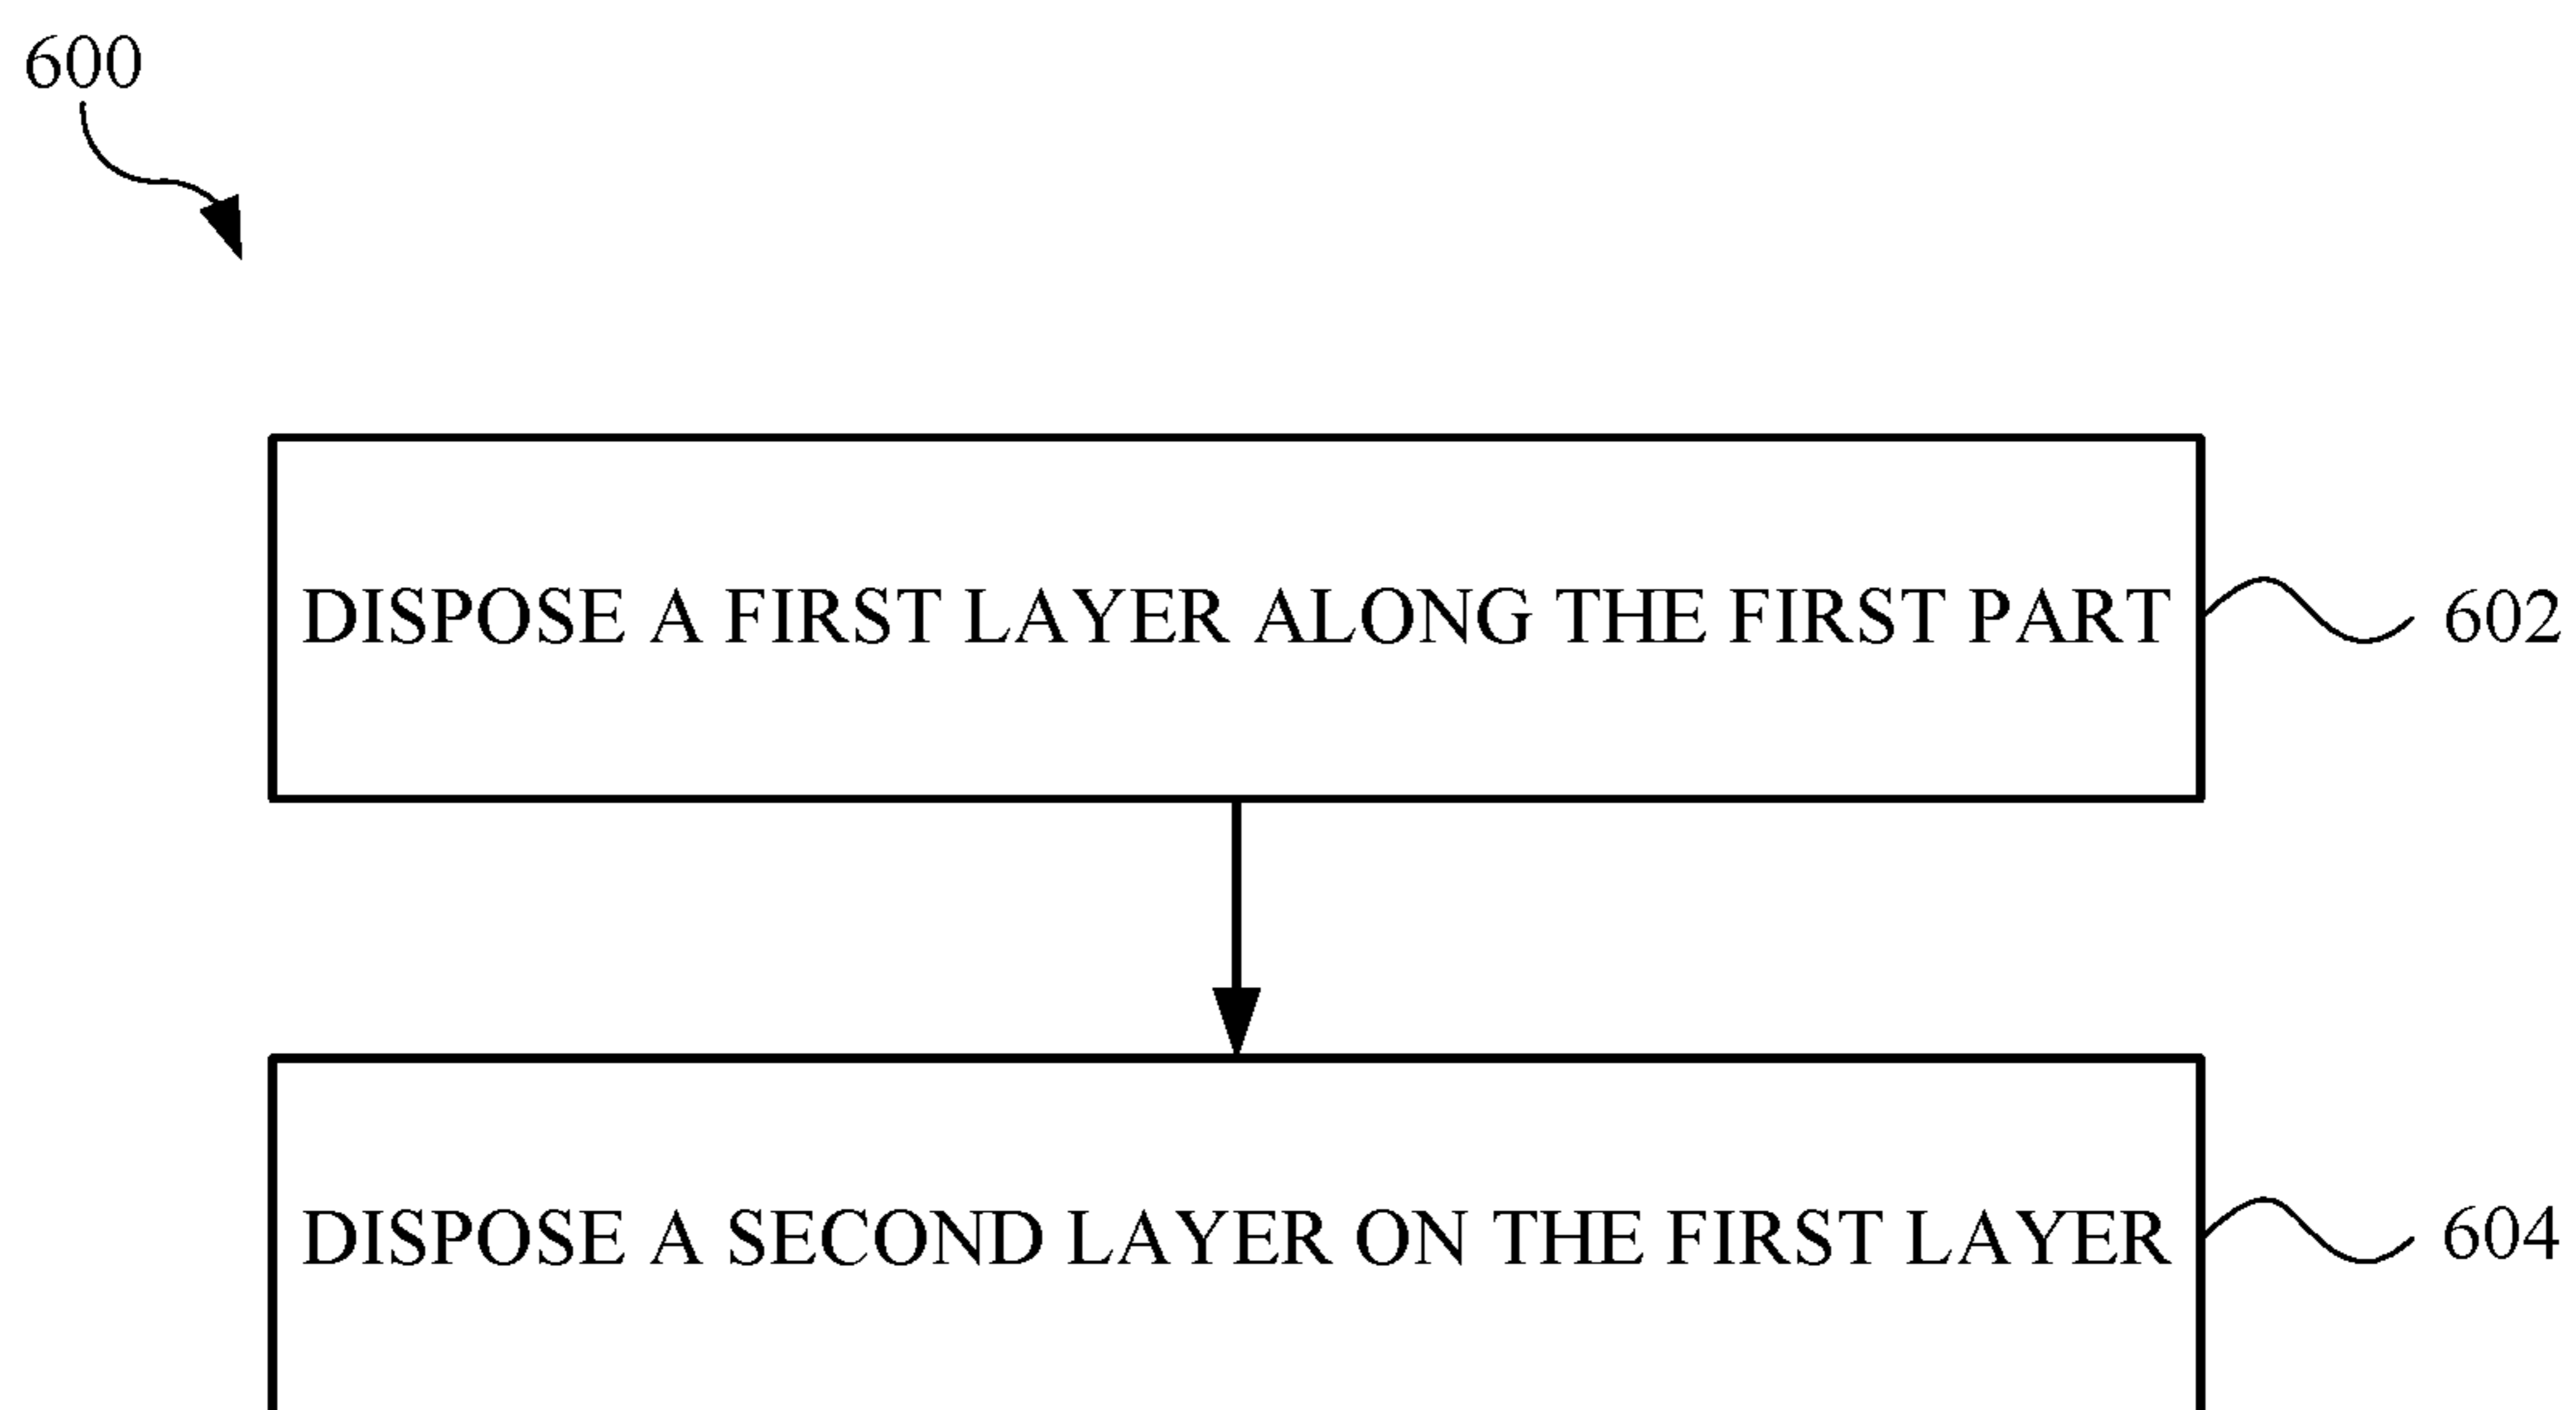 600
DISPOSE A FIRST LAYER ALONG THE FIRST PART
602
DISPOSE A SECOND LAYER ON THE FIRST LAYER
604